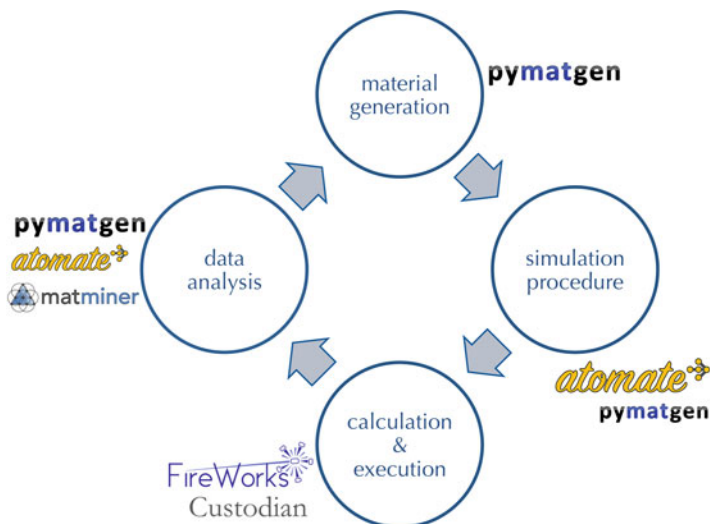 material
generation
pymatgen
pymatgen
atomate
matminer
data
analysis
simulation
procedure
atomate
pymatgen
calculation
&
execution
FireWorks
Custodian